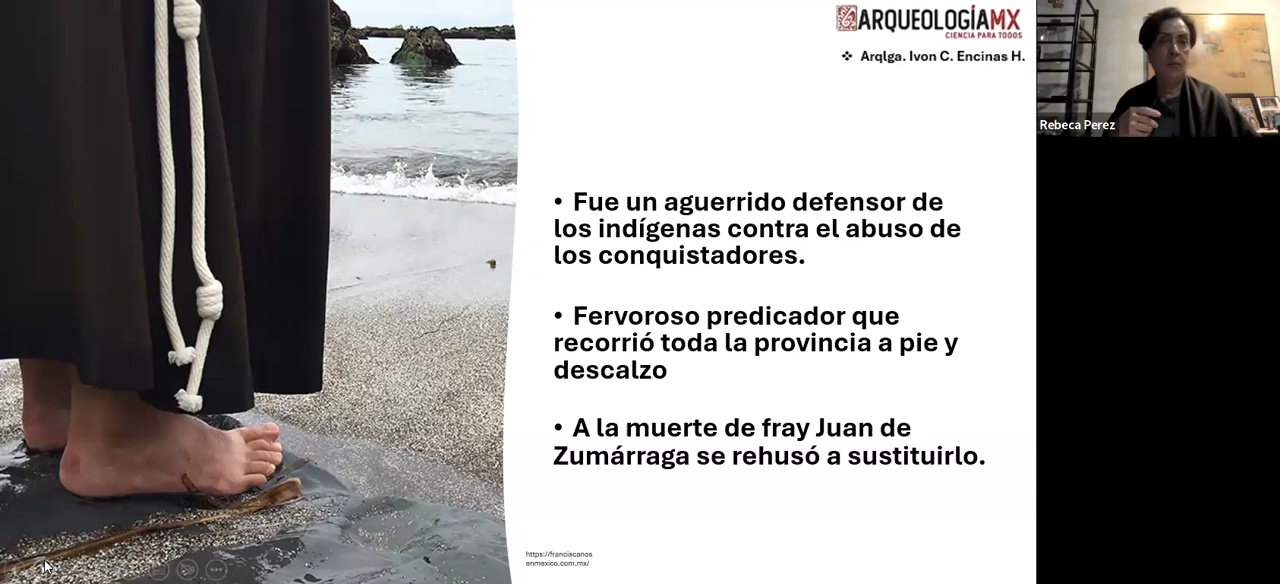 ARQUEOLOGÍAMX
CIENCIA PARA TODOS
❖ Arqlga. Ivon C. Encinas H.
Rebeca Perez
• Fue un aguerrido defensor de
los indígenas contra el abuso de
los conquistadores.
• Fervoroso predicador que
recorrió toda la provincia a pie y
descalzo
• A la muerte de fray Juan de
Zumárraga se rehusó a sustituirlo.
https://franciscanos
enmexico.com.mx/